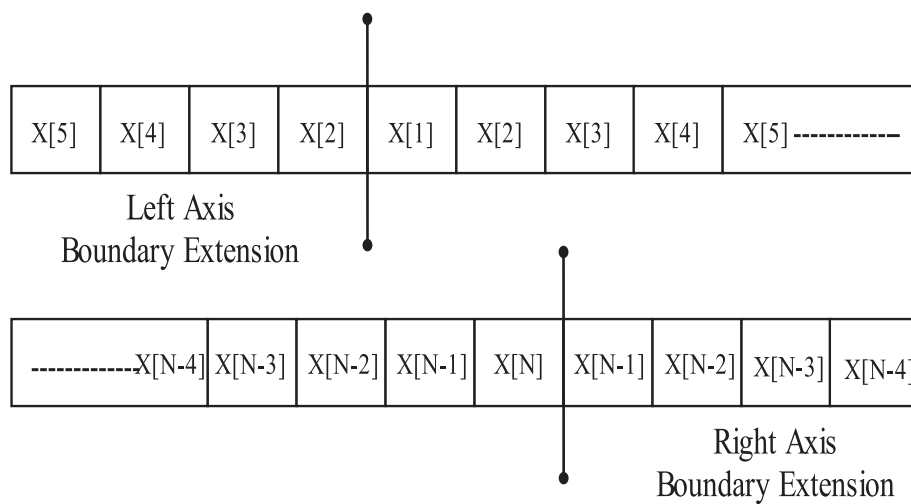 X[5] X[4] X[3] X[2] X[1] X[2] X[3] X[4] X[5] ------------
Left Axis
Boundary Extension
------------X[N-4] X[N-3] X[N-2] X[N-1] X[N] X[N-1] X[N-2] X[N-3] X[N-4]
Right Axis
Boundary Extension